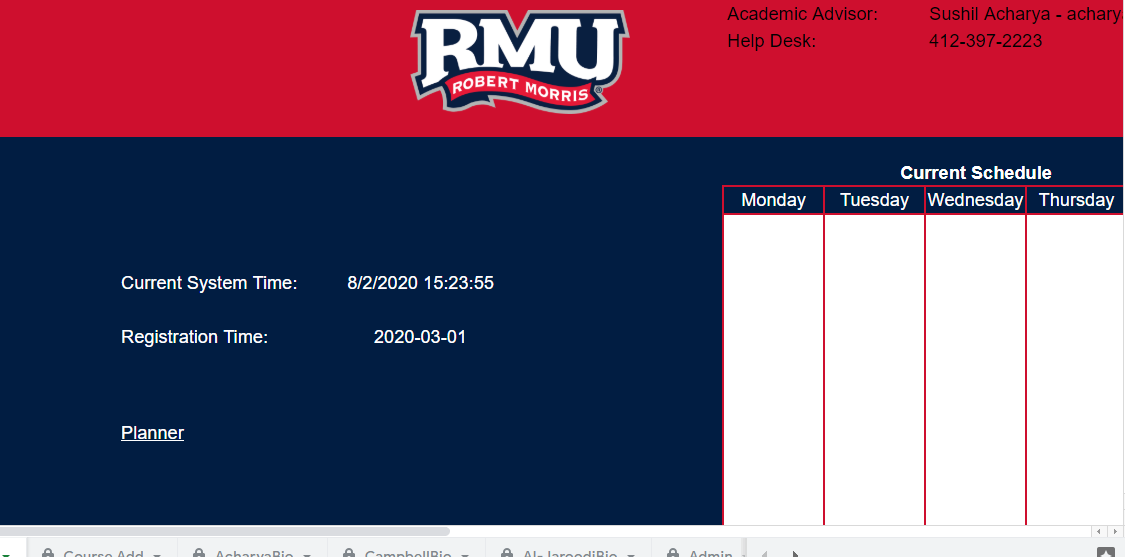 RMU
ROBERT MORRIS
®
Academic Advisor: Sushil Acharya - achary
Help Desk: 412-397-2223
Current Schedule
Monday Tuesday Wednesday Thursday
Current System Time: 8/2/2020 15:23:55
Registration Time: 2020-03-01
Planner
Course Add AcharyaBio CampbellBio Al-JaroodiBio Admin